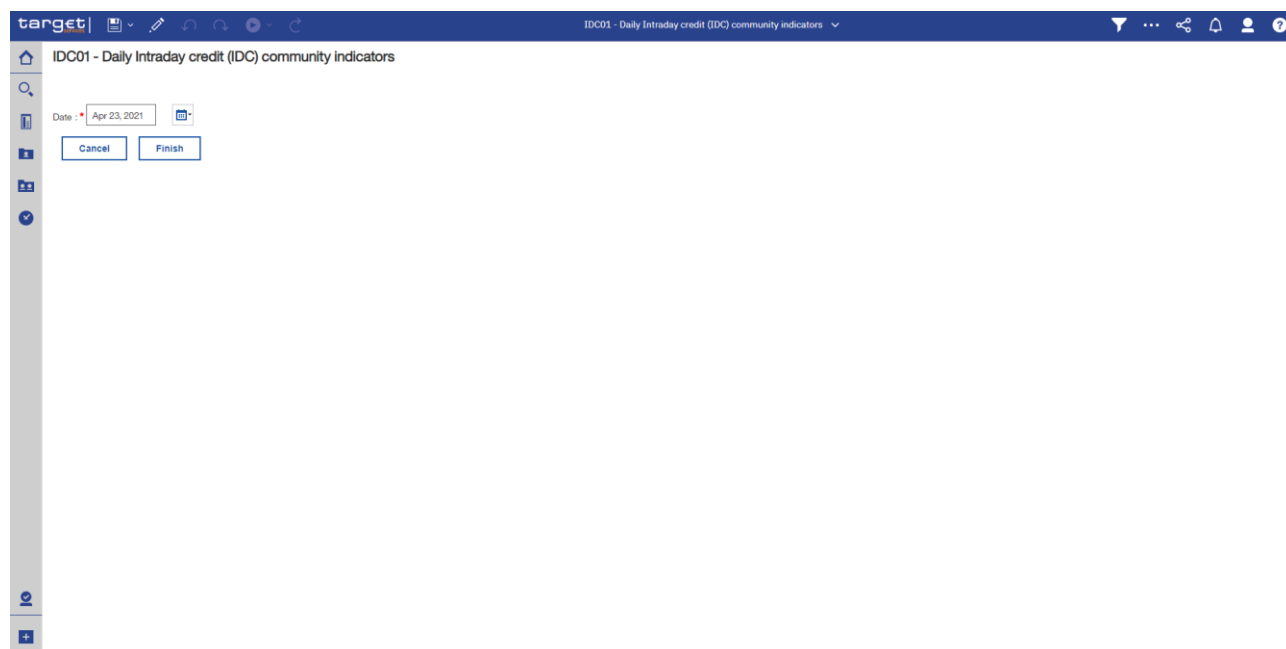 target|
services
IDC01 - Daily Intraday credit (IDC) community indicators
?
IDC01 - Daily Intraday credit (IDC) community indicators
Date : * Apr 23, 2021
Cancel Finish